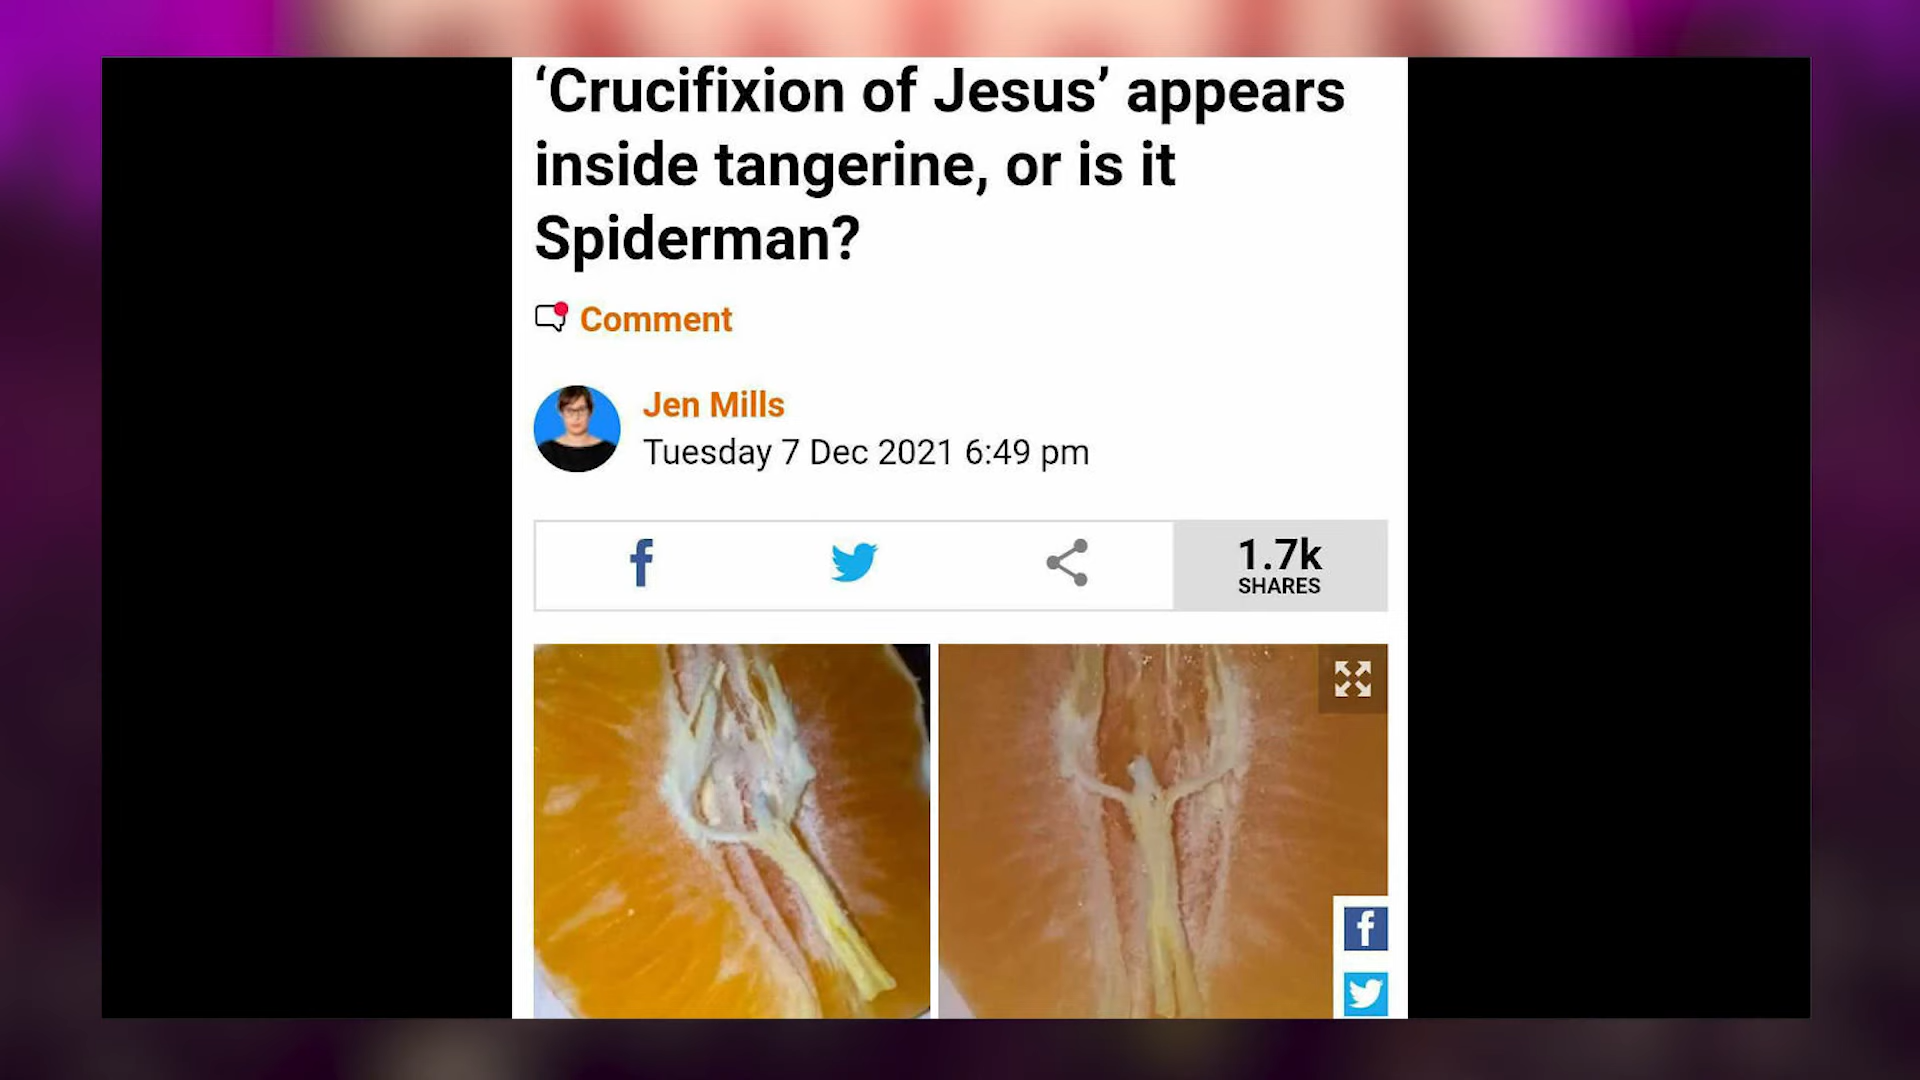 ‘Crucifixion of Jesus’ appears
inside tangerine, or is it
Spiderman?
Comment
Jen Mills
Tuesday 7 Dec 2021 6:49 pm
1.7k
SHARES